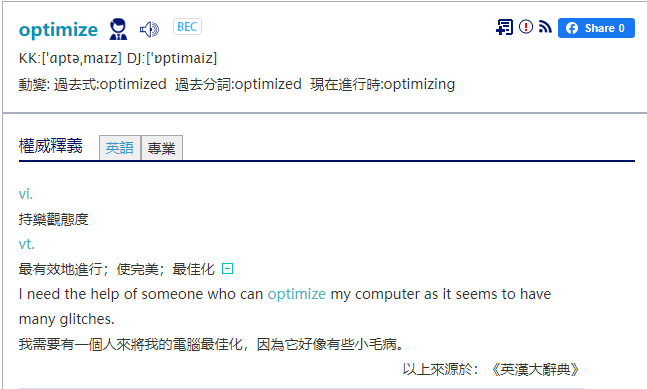 optimize BEC Share 0
KK:[ˈɑptəˌmaɪz] DJ:[ˈɒptimaiz]
動變: 過去式:optimized 過去分詞:optimized 現在進行時:optimizing
權威釋義 英語 專業
vi.
持樂觀態度
vt.
最有效地進行；使完美；最佳化
I need the help of someone who can optimize my computer as it seems to have
many glitches.
我需要有一個人來將我的電腦最佳化，因為它好像有些小毛病。
以上來源於：《英漢大辭典》